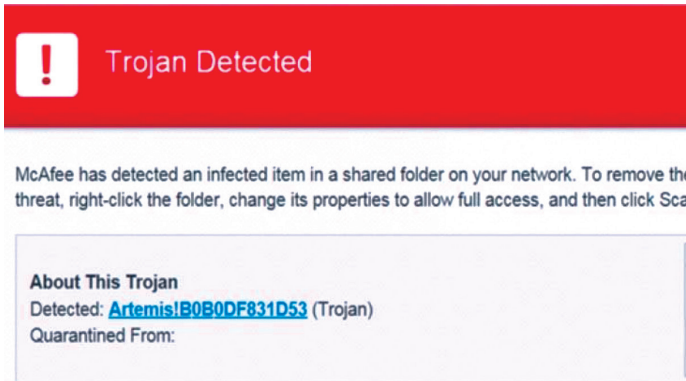 !
Trojan Detected
McAfee has detected an infected item in a shared folder on your network. To remove the
threat, right-click the folder, change its properties to allow full access, and then click Sca
About This Trojan
Detected: Artemis!B0B0DF831D53 (Trojan)
Quarantined From: